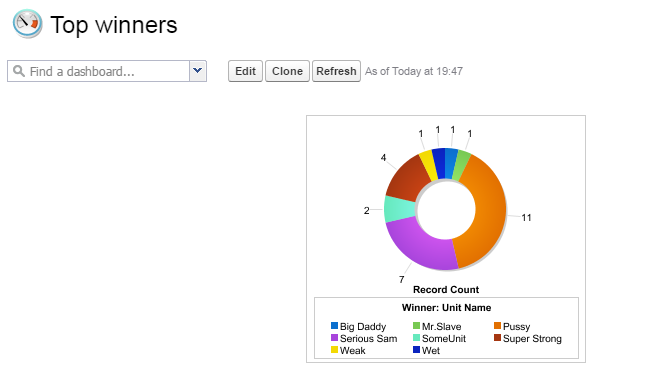 Top winners
Find a dashboard...
Edit Clone Refresh As of Today at 19:47
1 1 1 1
4
11
2
7
Record Count
Winner: Unit Name
Big Daddy Mr.Slave Pussy
Serious Sam SomeUnit Super Strong
Weak Wet